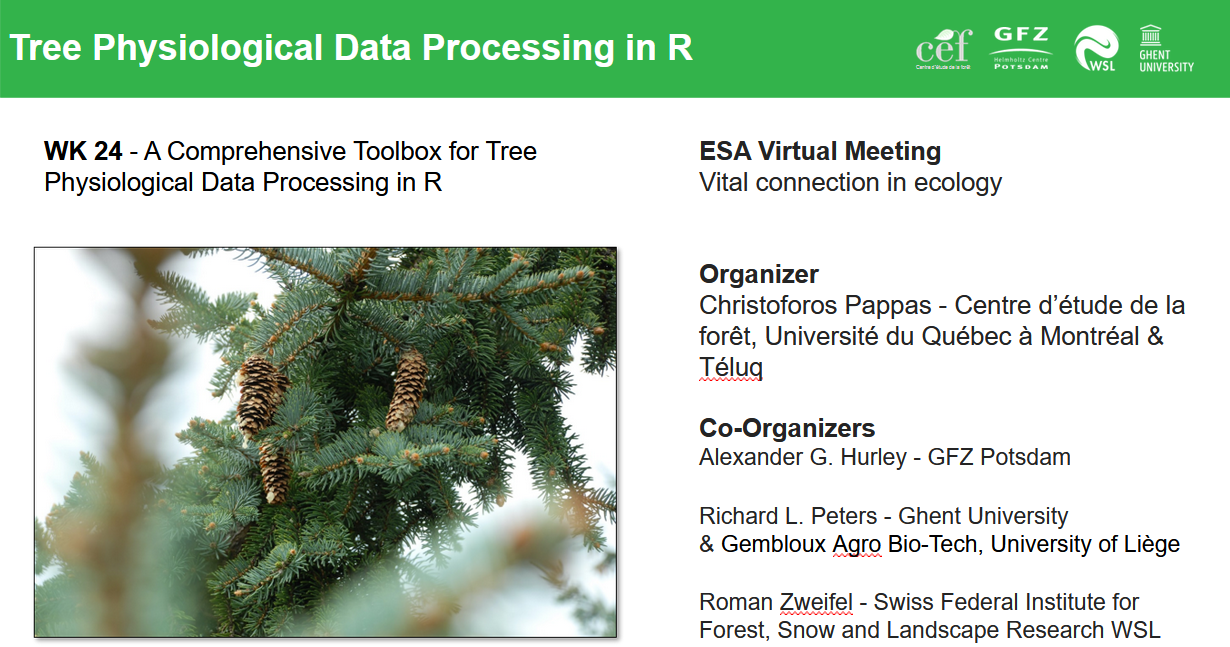 Tree Physiological Data Processing in R
cef
Centre d'étude de la forêt
GFZ
Helmholtz Centre
POTSDAM
WSL
GHENT
UNIVERSITY
WK 24 - A Comprehensive Toolbox for Tree
Physiological Data Processing in R
ESA Virtual Meeting
Vital connection in ecology
Organizer
Christoforos Pappas - Centre d’étude de la
forêt, Université du Québec à Montréal &
Téluq
Co-Organizers
Alexander G. Hurley - GFZ Potsdam
Richard L. Peters - Ghent University
& Gembloux Agro Bio-Tech, University of Liège
Roman Zweifel - Swiss Federal Institute for
Forest, Snow and Landscape Research WSL